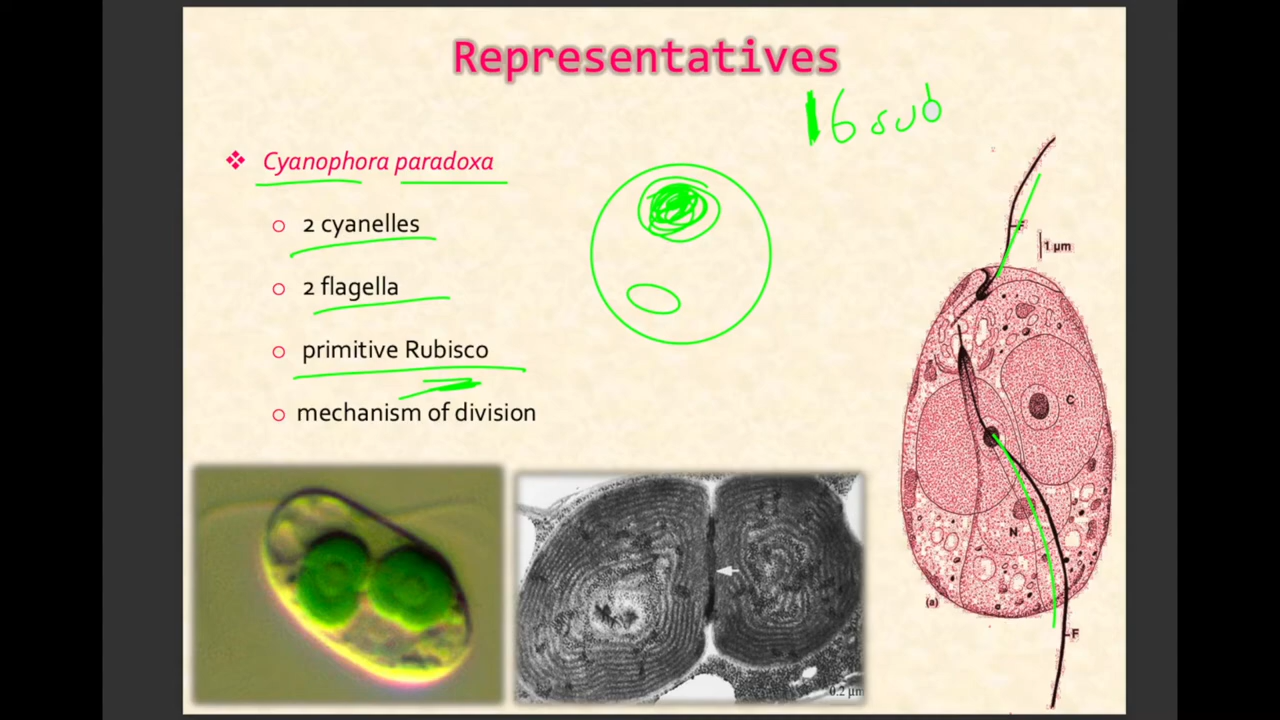 Representatives
16 sub
❖ Cyanophora paradoxa
o 2 cyanelles
o 2 flagella
o primitive Rubisco
o mechanism of division
F
1 µm
C
N
(a)
F
0.2 µm